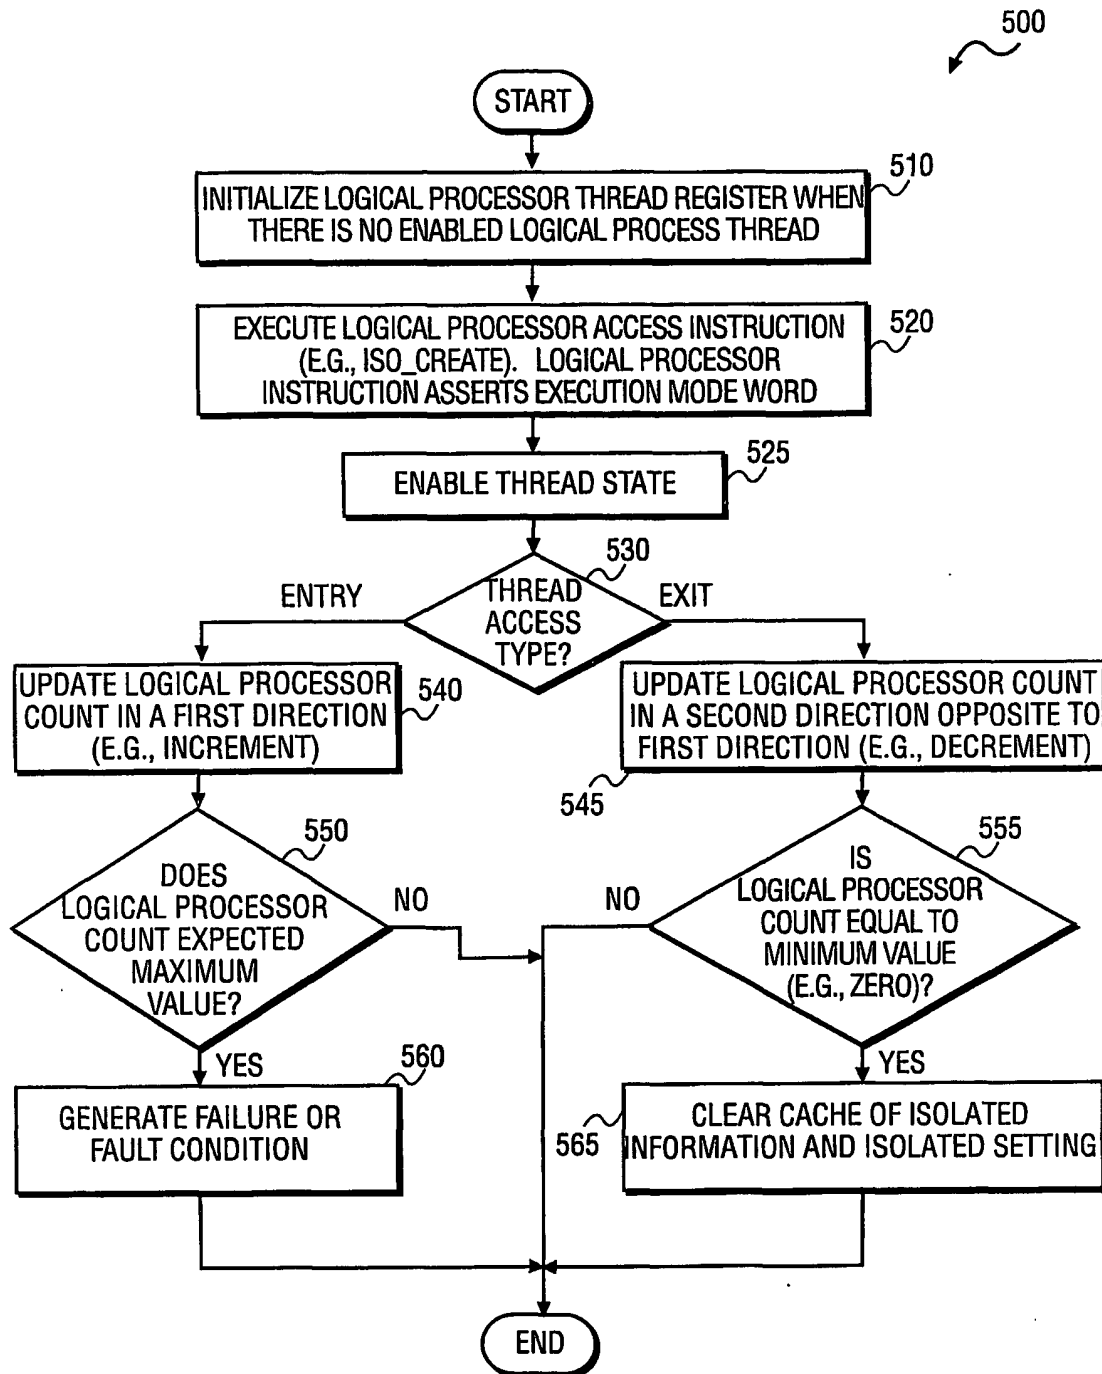 500
START
510
INITIALIZE LOGICAL PROCESSOR THREAD REGISTER WHEN
THERE IS NO ENABLED LOGICAL PROCESS THREAD
EXECUTE LOGICAL PROCESSOR ACCESS INSTRUCTION
(E.G., ISO_CREATE). LOGICAL PROCESSOR
INSTRUCTION ASSERTS EXECUTION MODE WORD
520
ENABLE THREAD STATE
525
530
THREAD
ACCESS
TYPE?
ENTRY
EXIT
UPDATE LOGICAL PROCESSOR
COUNT IN A FIRST DIRECTION
(E.G., INCREMENT)
540
UPDATE LOGICAL PROCESSOR COUNT
IN A SECOND DIRECTION OPPOSITE TO
FIRST DIRECTION (E.G., DECREMENT)
545
550
DOES
LOGICAL PROCESSOR
COUNT EXPECTED
MAXIMUM
VALUE?
NO
555
IS
LOGICAL PROCESSOR
COUNT EQUAL TO
MINIMUM VALUE
(E.G., ZERO)?
NO
YES
560
GENERATE FAILURE OR
FAULT CONDITION
YES
565
CLEAR CACHE OF ISOLATED
INFORMATION AND ISOLATED SETTING
END